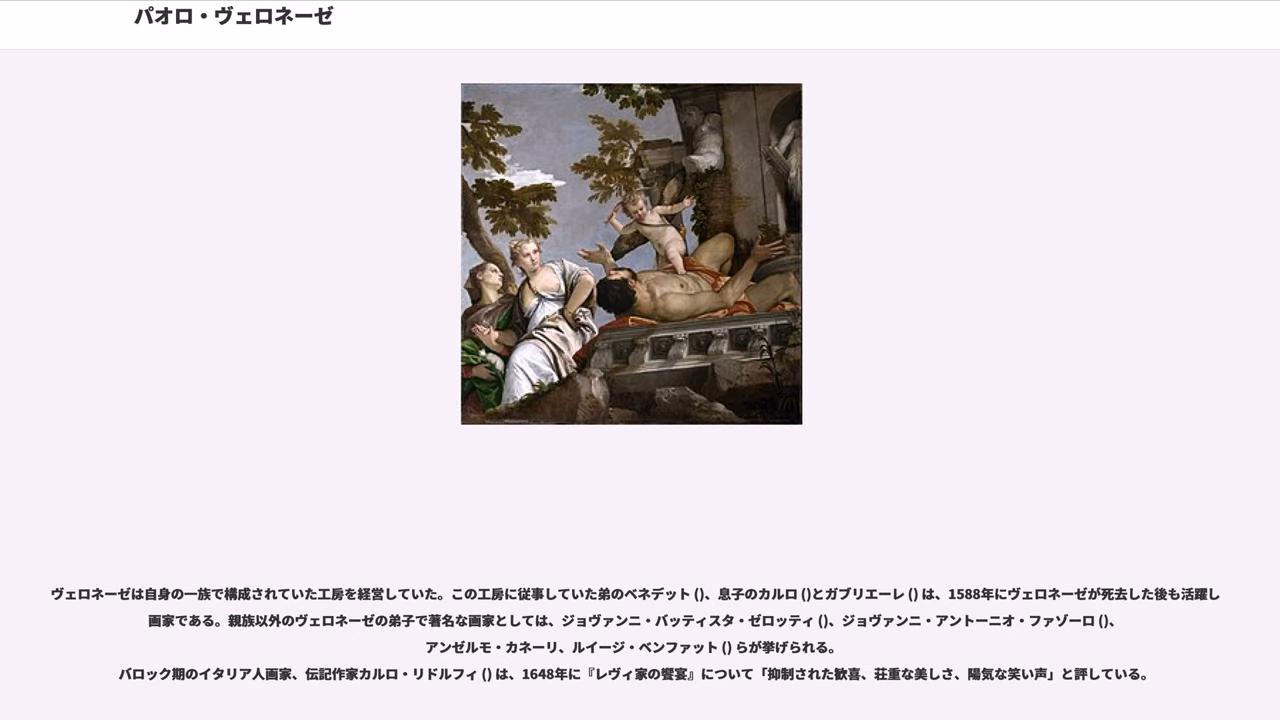 パオロ・ヴェロネーゼ
ヴェロネーゼは自身の一族で構成されていた工房を経営していた。この工房に従事していた弟のベネデット ()、息子のカルロ ()とガブリエーレ () は、1588年にヴェロネーゼが死去した後も活躍し
画家である。親族以外のヴェロネーゼの弟子で著名な画家としては、ジョヴァンニ・バッティスタ・ゼロッティ ()、ジョヴァンニ・アントーニオ・ファゾーロ ()、
アンゼルモ・カネーリ、ルイージ・ベンファット () らが挙げられる。
バロック期のイタリア人画家、伝記作家カルロ・リドルフィ () は、1648年に『レヴィ家の饗宴』について「抑制された歓喜、荘重な美しさ、陽気な笑い声」と評している。